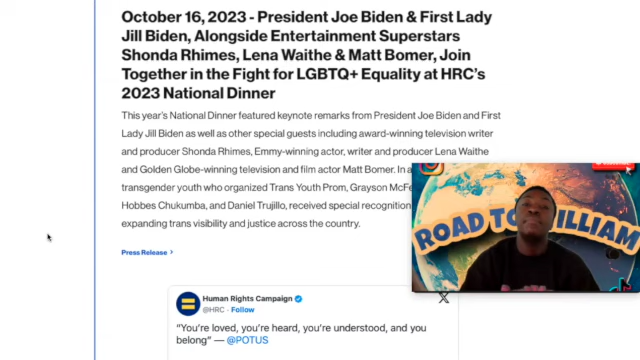 October 16, 2023 - President Joe Biden & First Lady
Jill Biden, Alongside Entertainment Superstars
Shonda Rhimes, Lena Waithe & Matt Bomer, Join
Together in the Fight for LGBTQ+ Equality at HRC's
2023 National Dinner
This year's National Dinner featured keynote remarks from President Joe Biden and First
Lady Jill Biden as well as other special guests including award-winning television writer
and producer Shonda Rhimes, Emmy-winning actor, writer and producer Lena Waithe
and Golden Globe-winning television and film actor Matt Bomer. In a
transgender youth who organized Trans Youth Prom, Grayson McFe
Hobbes Chukumba, and Daniel Trujillo, received special recognition
expanding trans visibility and justice across the country.
ROAD TO BILLIAM
Press Release >
Human Rights Campaign
@HRC · Follow
X
"You're loved, you're heard, you're understood, and you
belong" — @POTUS